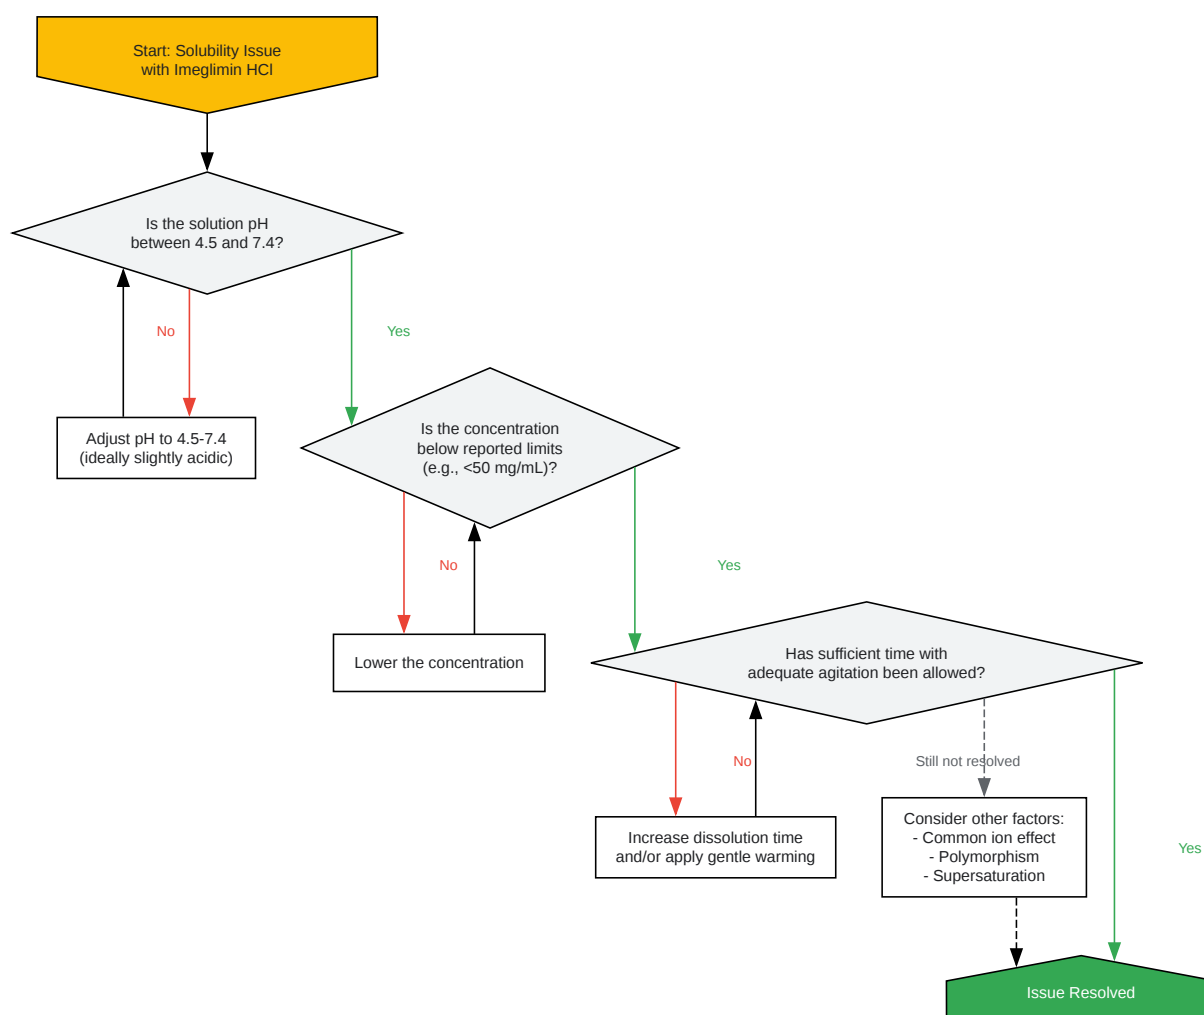 Start: Solubility Issue
with Imeglimin HCl
Is the solution pH
between 4.5 and 7.4?
No
Yes
Adjust pH to 4.5-7.4
(ideally slightly acidic)
Is the concentration
below reported limits
(e.g., <50 mg/mL)?
No
Yes
Lower the concentration
Has sufficient time with
adequate agitation been allowed?
No
Still not resolved
Yes
Increase dissolution time
and/or apply gentle warming
Consider other factors:
- Common ion effect
- Polymorphism
- Supersaturation
Issue Resolved